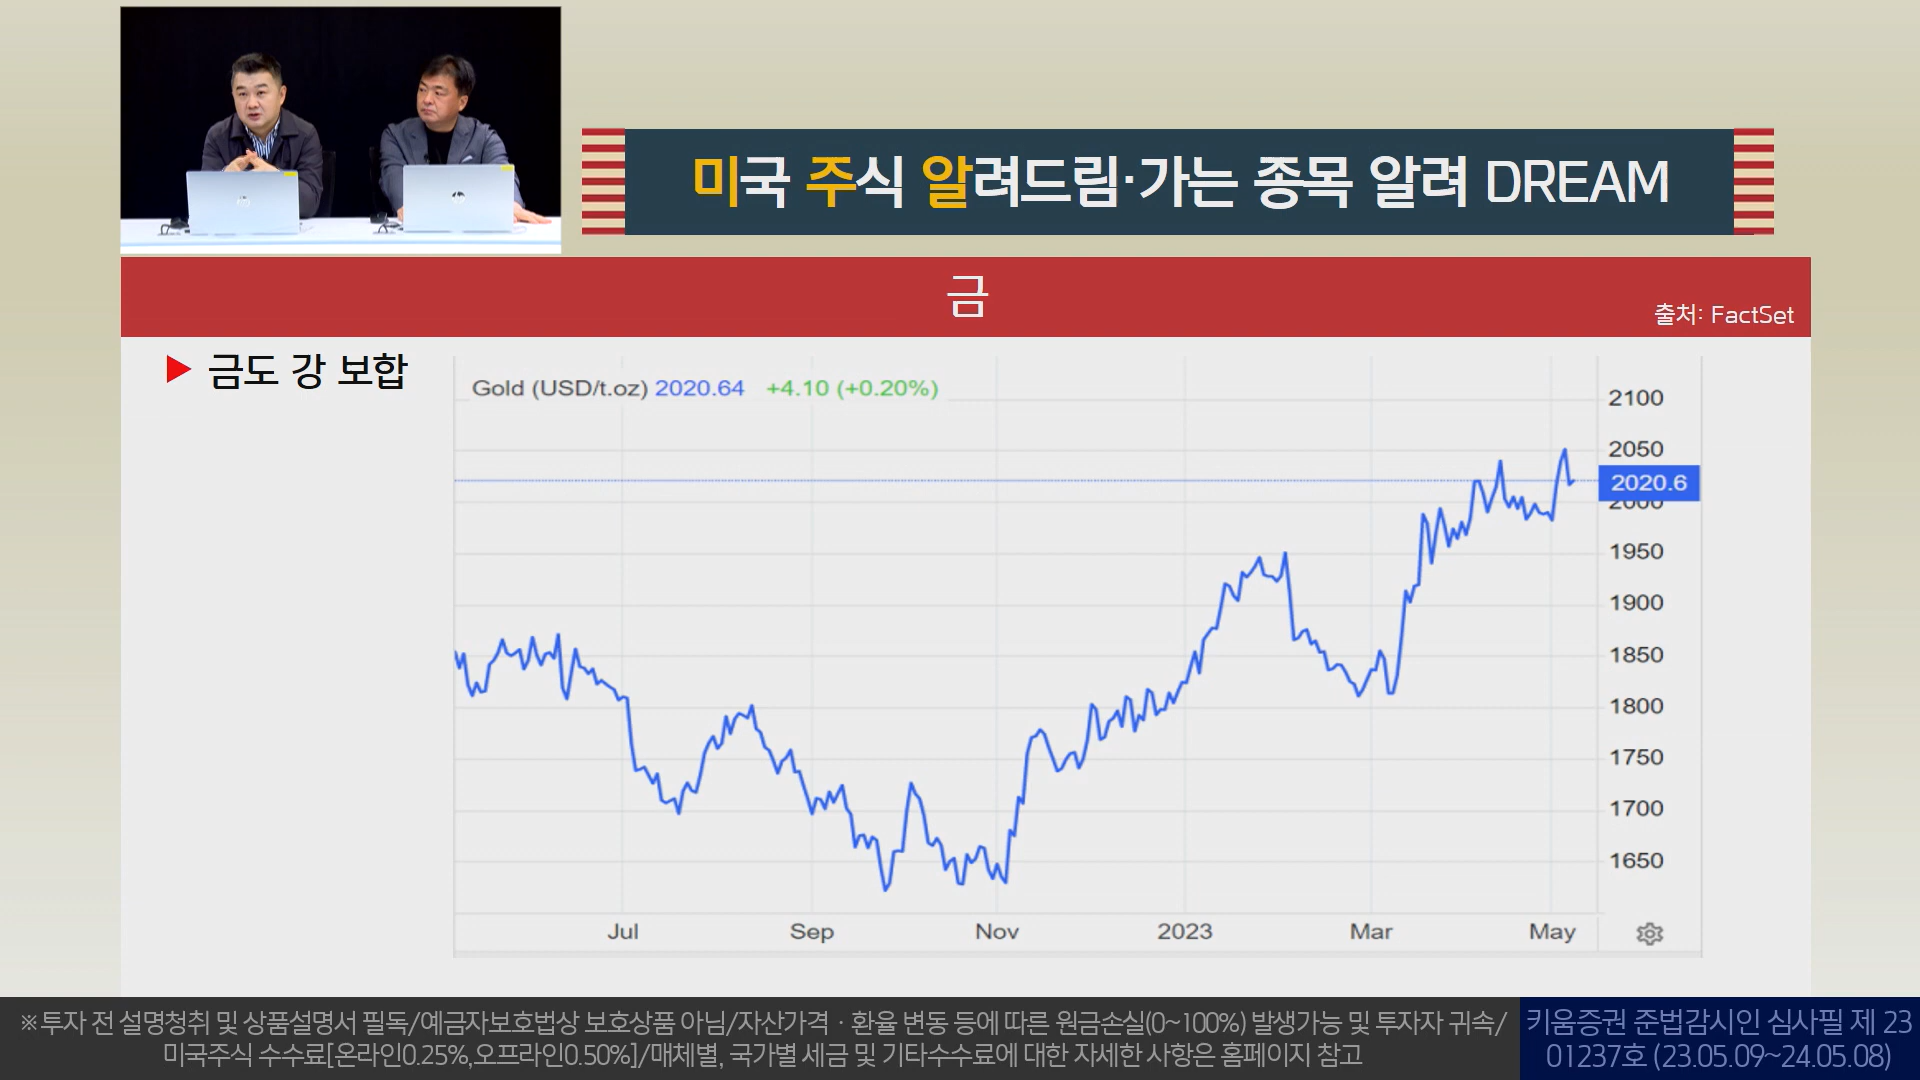 미국 주식 알려드림·가는 종목 알려 DREAM
금
출처: FactSet
금도 강 보합
Gold (USD/t.oz) 2020.64 +4.10 (+0.20%)
2100
2050
2020.6
2000
1950
1900
1850
1800
1750
1700
1650
Jul Sep Nov 2023 Mar May
※투자 전 설명청취 및 상품설명서 필독/예금자보호법상 보호상품 아님/자산가격 · 환율 변동 등에 따른 원금손실(0~100%) 발생가능 및 투자자 귀속/
미국주식 수수료[온라인0.25%,오프라인0.50%]/매체별, 국가별 세금 및 기타수수료에 대한 자세한 사항은 홈페이지 참고
키움증권 준법감시인 심사필 제 23
01237호 (23.05.09~24.05.08)